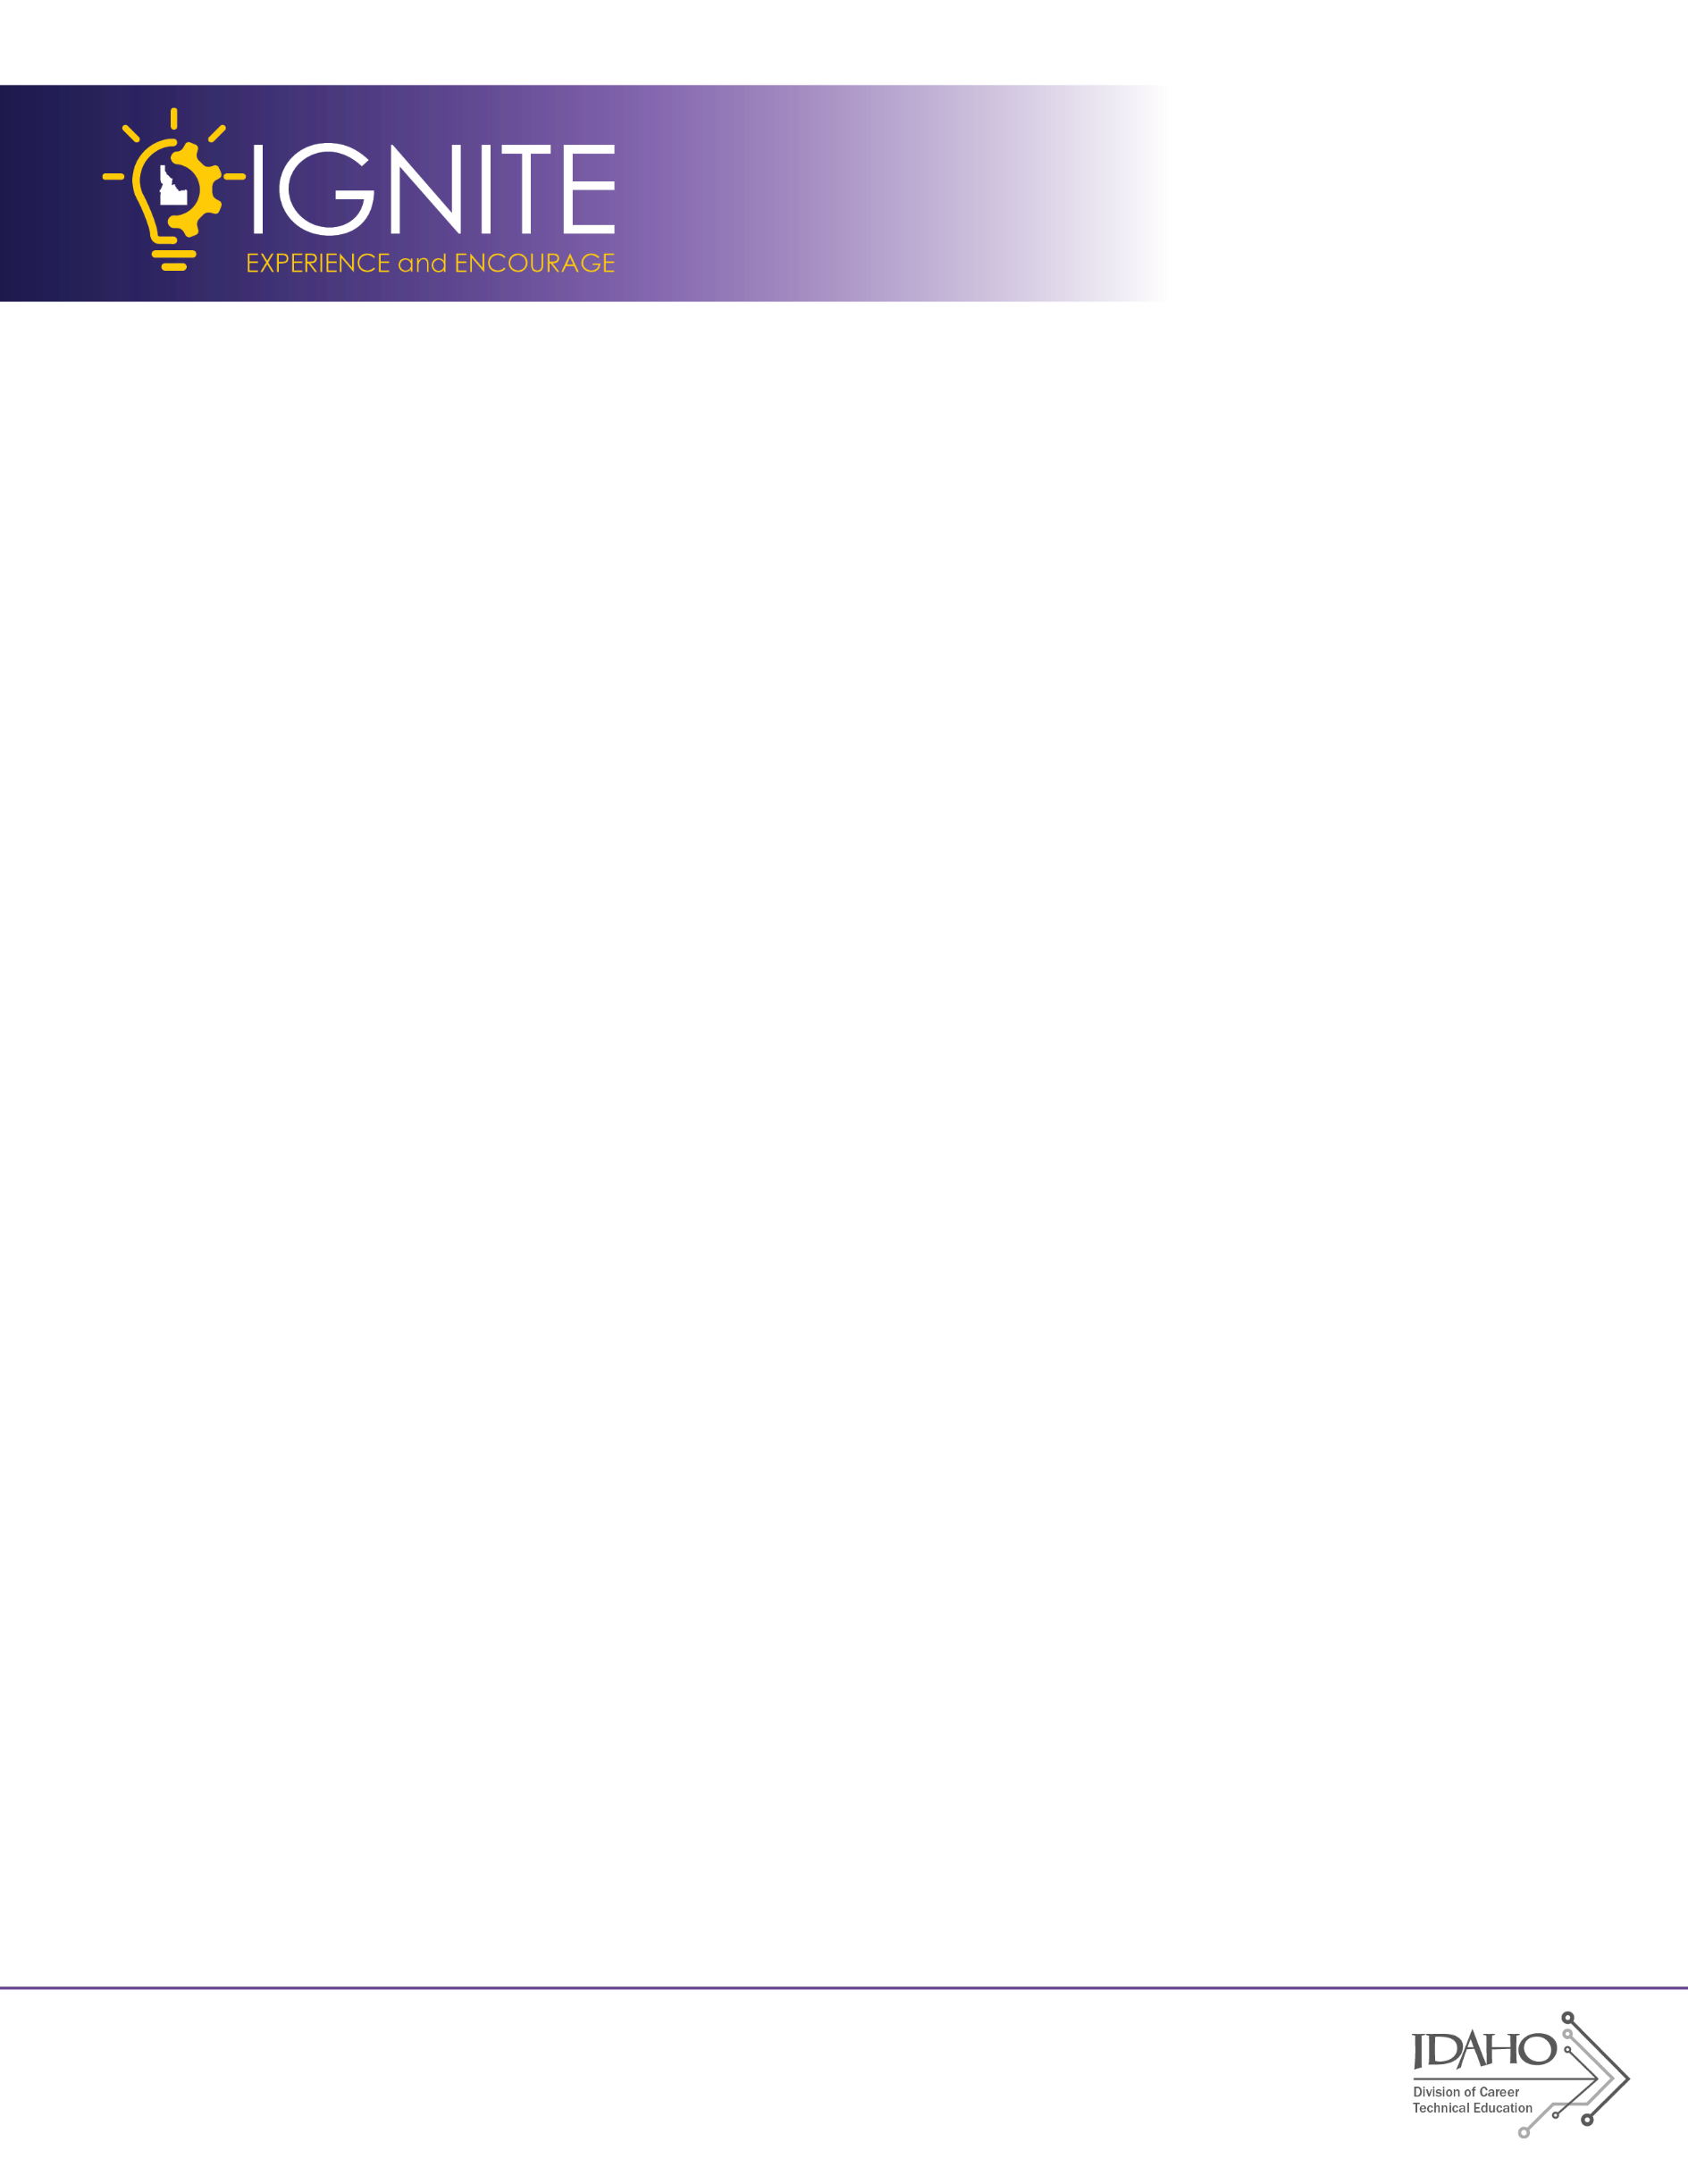 IGNITE
EXPERIENCE and ENCOURAGE
IDAHO
Division of Career
Technical Education